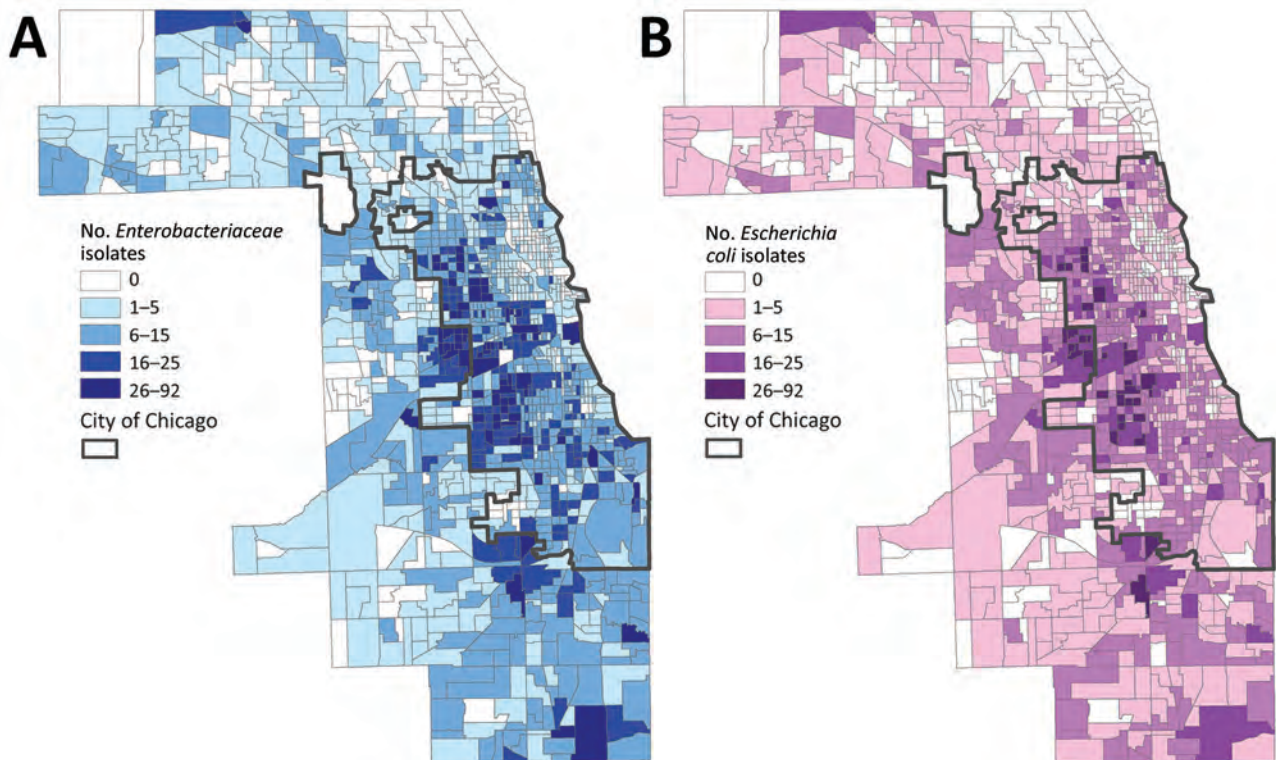 A
No. Enterobacteriaceae
isolates
0
1–5
6–15
16–25
26–92
City of Chicago
B
No. Escherichia
coli isolates
0
1–5
6–15
16–25
26–92
City of Chicago